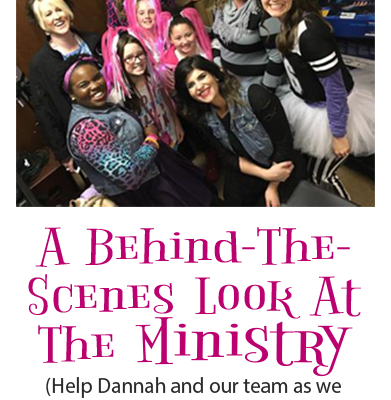 A Behind-The-
Scenes Look At
The Ministry
(Help Dannah and our team as we